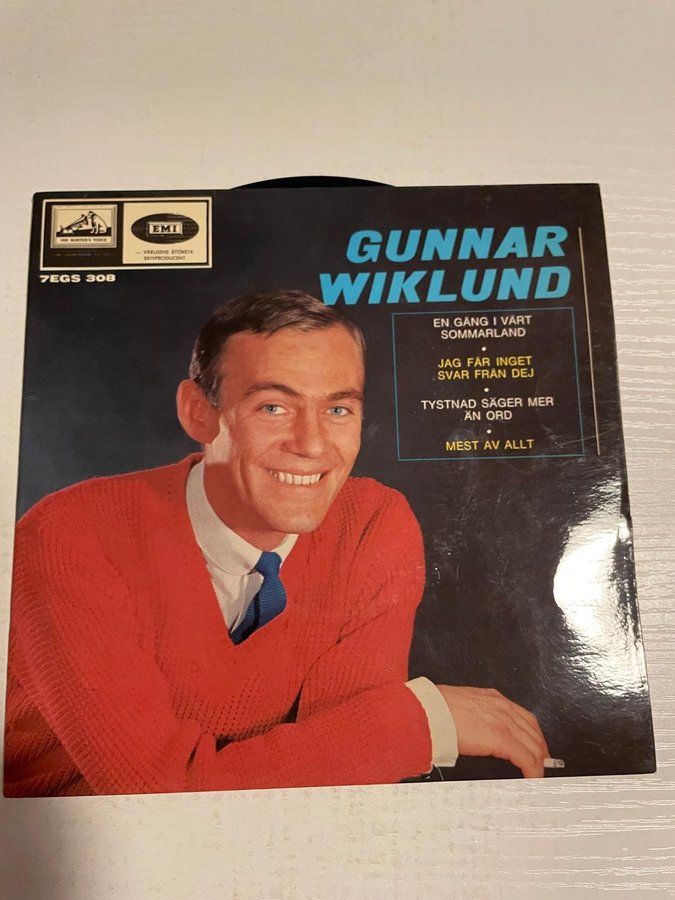 "HIS MASTER'S VOICE"
EMI
— VÄRLDENS STÖRSTA
SKIVPRODUCENT
7EGS 308
GUNNAR
WIKLUND
EN GÅNG I VÅRT
SOMMARLAND
•
JAG FÅR INGET
SVAR FRÅN DEJ
•
TYSTNAD SÄGER MER
ÄN ORD
•
MEST AV ALLT